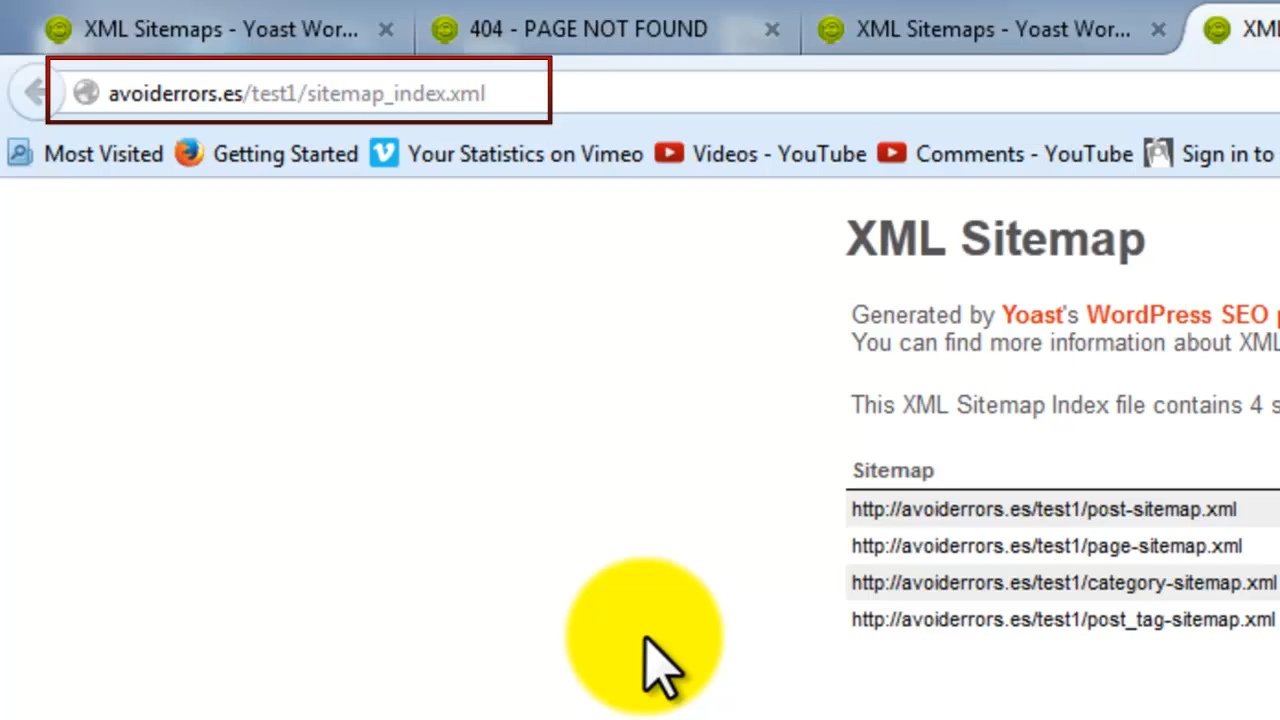 XML Sitemaps - Yoast Wor... 404 - PAGE NOT FOUND XML Sitemaps - Yoast Wor... XM
avoiderrors.es/test1/sitemap_index.xml
Most Visited Getting Started Your Statistics on Vimeo Videos - YouTube Comments - YouTube Sign in to
XML Sitemap
Generated by Yoast's WordPress SEO p
You can find more information about XML
This XML Sitemap Index file contains 4 s
Sitemap
http://avoiderrors.es/test1/post-sitemap.xml
http://avoiderrors.es/test1/page-sitemap.xml
http://avoiderrors.es/test1/category-sitemap.xml
http://avoiderrors.es/test1/post_tag-sitemap.xml